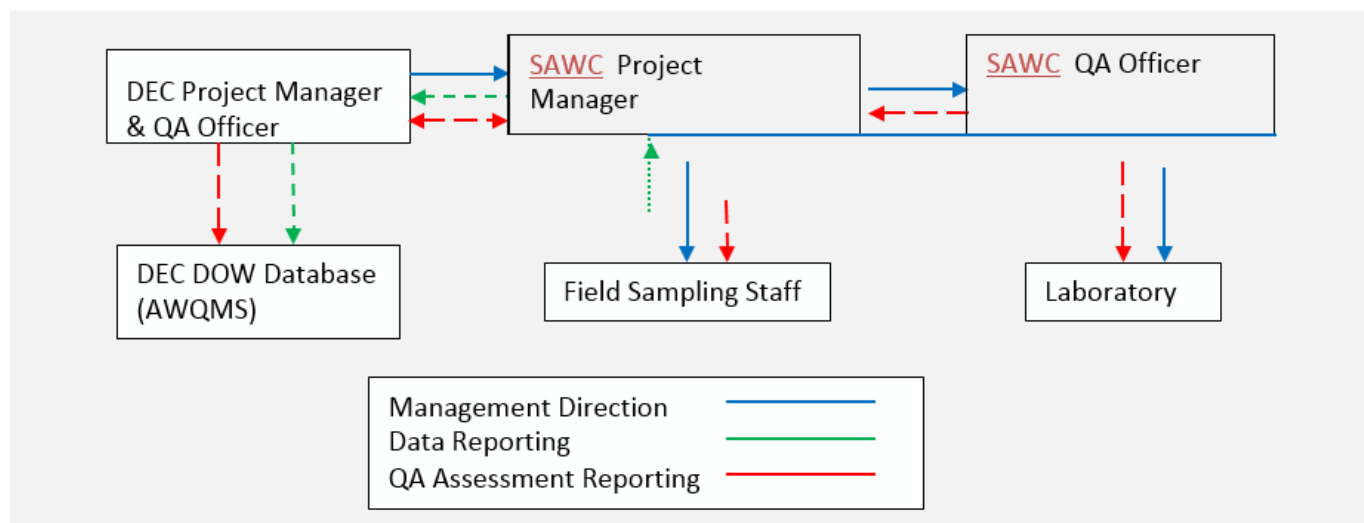 DEC Project Manager
& QA Officer
SAWC Project
Manager
SAWC QA Officer
DEC DOW Database
(AWQMS)
Field Sampling Staff
Laboratory
Management Direction
Data Reporting
QA Assessment Reporting